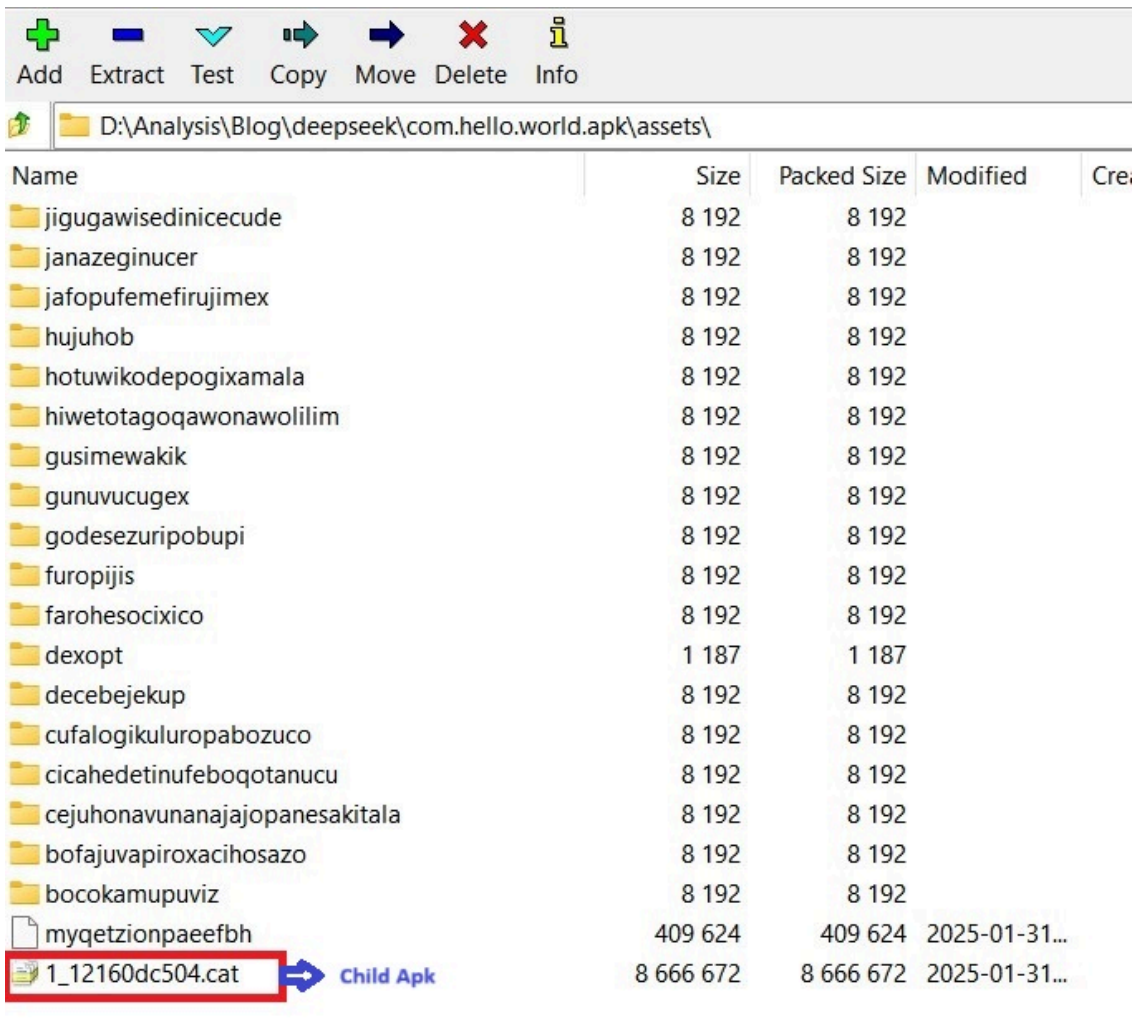 Add Extract Test Copy Move Delete Info
D:\Analysis\Blog\deepseek\com.hello.world.apk\assets\
Name Size Packed Size Modified Cre
jigugawisedinicecude 8 192 8 192
janazeginucer 8 192 8 192
jafopufemefirujimex 8 192 8 192
hujuhob 8 192 8 192
hotuwikodepogixamala 8 192 8 192
hiwetotagoqawonawolilim 8 192 8 192
gusimewakik 8 192 8 192
gunuvucugex 8 192 8 192
godesezuripobupi 8 192 8 192
furopijis 8 192 8 192
farohesocixico 8 192 8 192
dexopt 1 187 1 187
decebejekup 8 192 8 192
cufalogikuluropabozuco 8 192 8 192
cicahedetinufeboqotanucu 8 192 8 192
cejuhonavunanajajopanesakitala 8 192 8 192
bofajuvapiroxacihosazo 8 192 8 192
bocokamupuviz 8 192 8 192
myqetzionpaeefbh 409 624 409 624 2025-01-31...
1_12160dc504.cat Child Apk 8 666 672 8 666 672 2025-01-31...